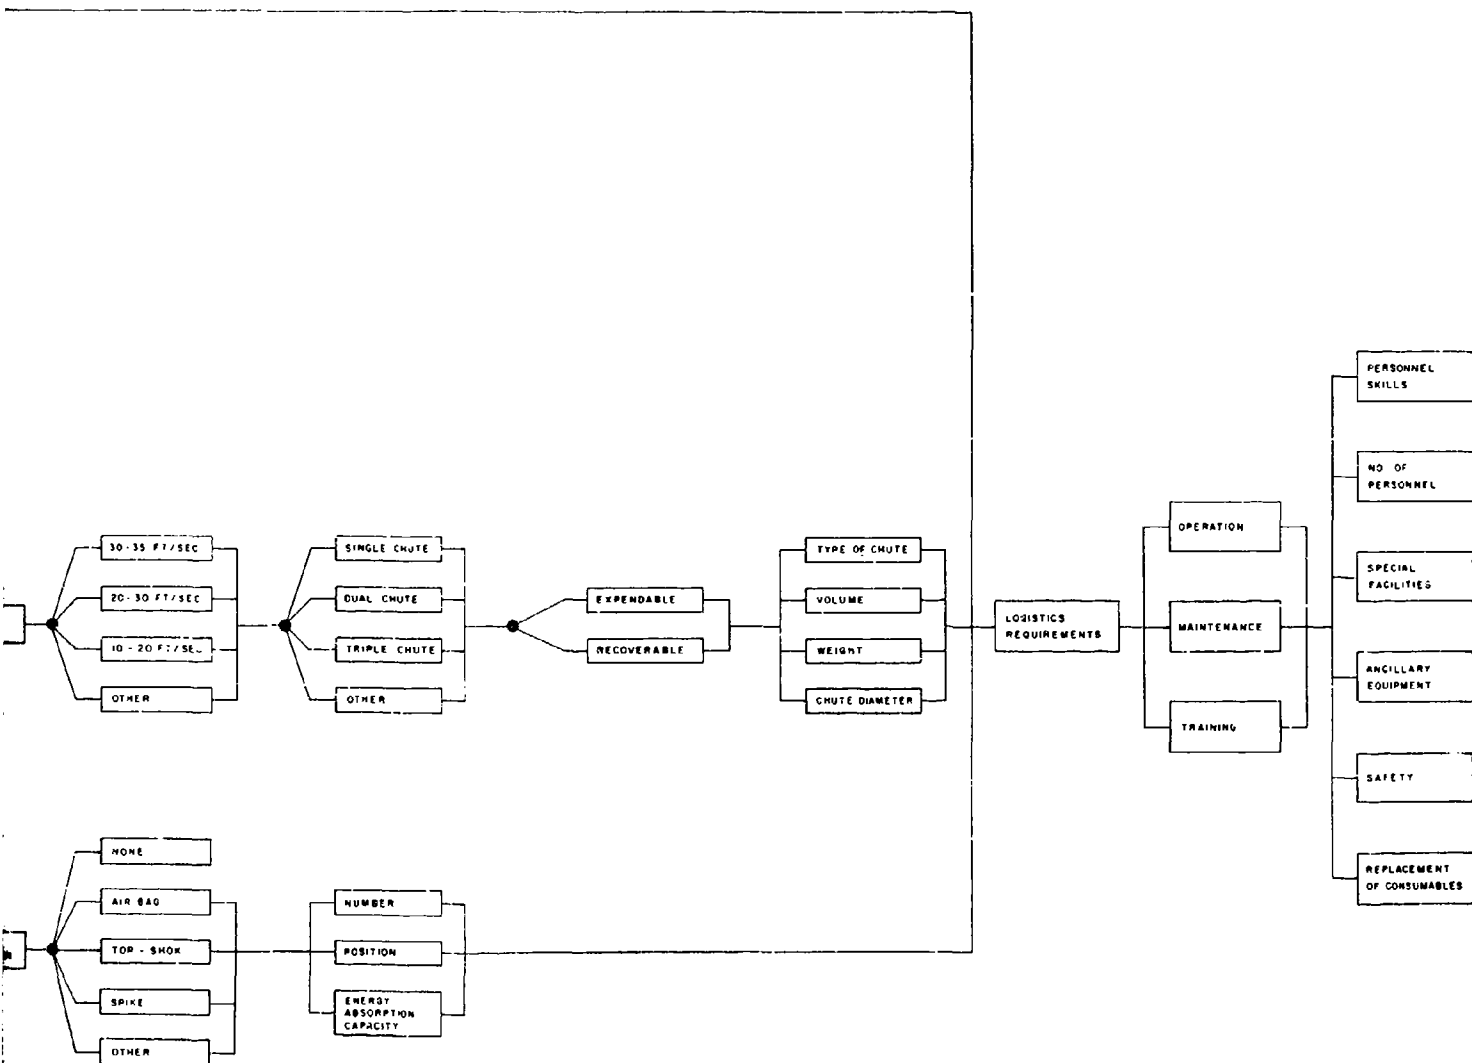 PERSONNEL
SKILLS
NO. OF
PERSONNEL
SPECIAL
FACILITIES
ANCILLARY
EQUIPMENT
SAFETY
REPLACEMENT
OF CONSUMABLES
OPERATION
MAINTENANCE
TRAINING
LOGISTICS
REQUIREMENTS
TYPE OF CHUTE
VOLUME
WEIGHT
CHUTE DIAMETER
EXPENDABLE
RECOVERABLE
SINGLE CHUTE
DUAL CHUTE
TRIPLE CHUTE
OTHER
30-35 FT/SEC
20-30 FT/SEC
10-20 FT/SEC
OTHER
NONE
AIR BAG
TOP-SHOK
SPIKE
OTHER
NUMBER
POSITION
ENERGY
ABSORPTION
CAPACITY